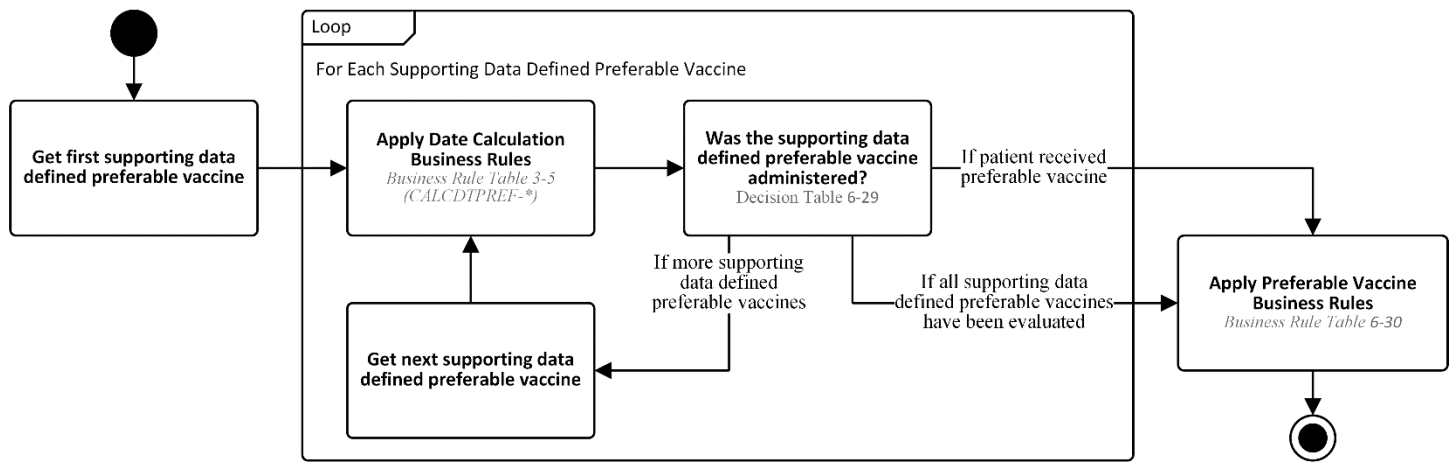 Loop
For Each Supporting Data Defined Preferable Vaccine
Get first supporting data
defined preferable vaccine
Apply Date Calculation
Business Rules
Business Rule Table 3-5
(CALCDTPREF-*)
Was the supporting data
defined preferable vaccine
administered?
Decision Table 6-29
If patient received
preferable vaccine
If more supporting
data defined
preferable vaccines
If all supporting data
defined preferable vaccines
have been evaluated
Get next supporting data
defined preferable vaccine
Apply Preferable Vaccine
Business Rules
Business Rule Table 6-30